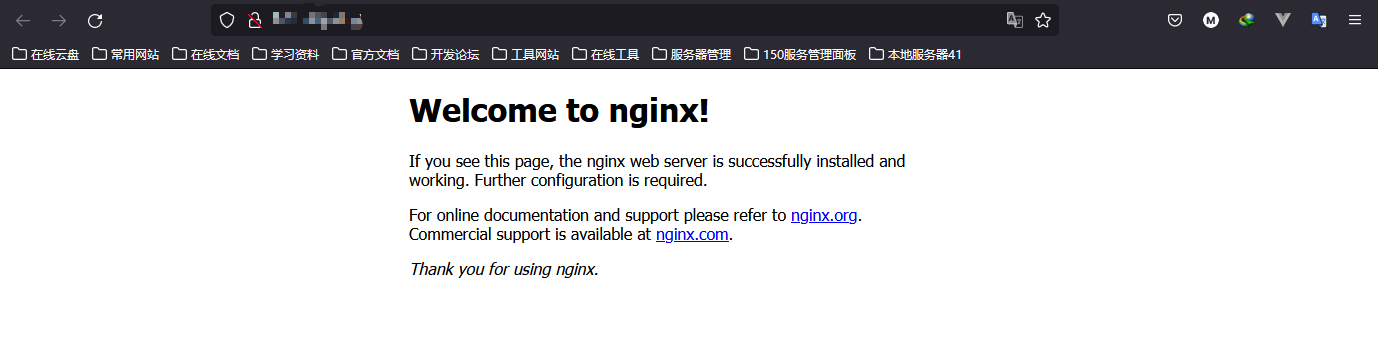 在线云盘 常用网站 在线文档 学习资料 官方文档 开发论坛 工具网站 在线工具 服务器管理 150服务管理面板 本地服务器41
Welcome to nginx!
If you see this page, the nginx web server is successfully installed and
working. Further configuration is required.
For online documentation and support please refer to nginx.org.
Commercial support is available at nginx.com.
Thank you for using nginx.